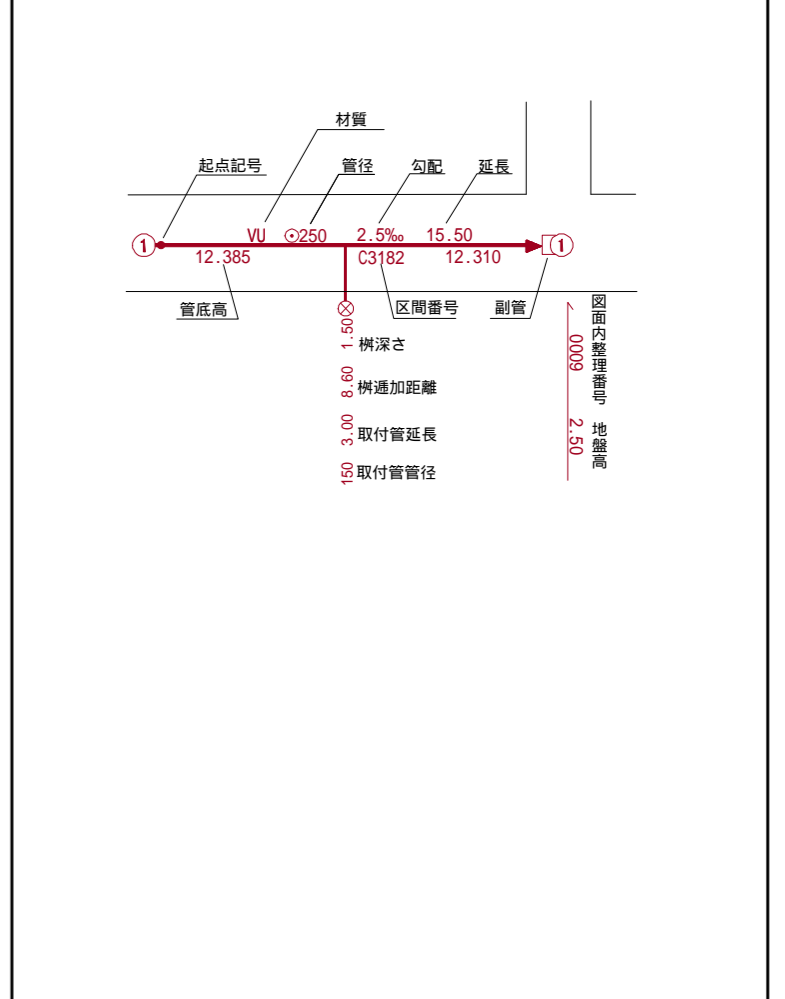 材質
起点記号
管径
勾配
延長
VU
⊙250
2.5‰
15.50
①
①
12.385
C3182
12.310
管底高
区間番号
副管
1.50
桝深さ
8.60
桝逓加距離
3.00
取付管延長
150
取付管管径
図面内整理番号 地盤高
0009 2.50